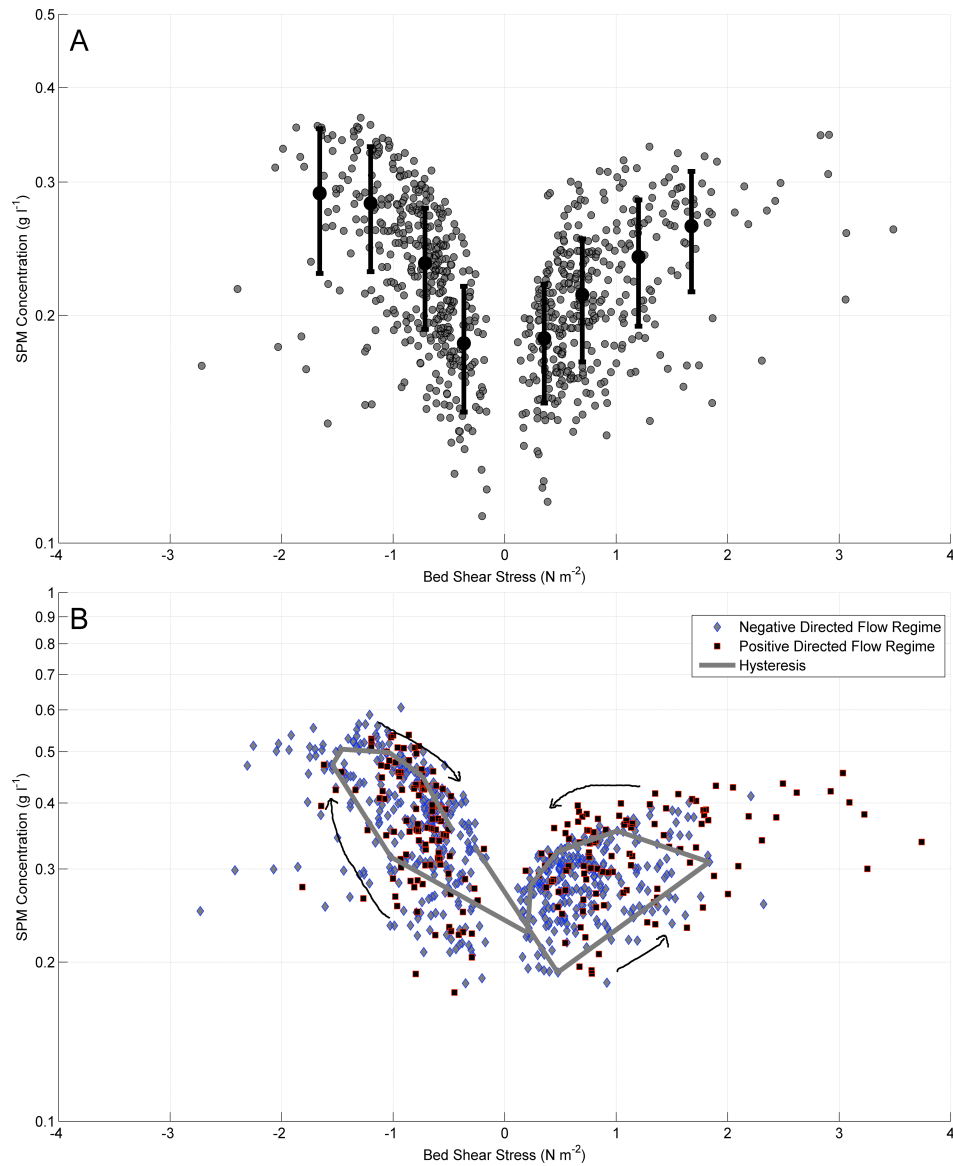 A
0.5
0.4
0.3
0.2
0.1
SPM Concentration (g l-1)
-4 -3 -2 -1 0 1 2 3 4
Bed Shear Stress (N m-2)
B
1
0.9
0.8
0.7
0.6
0.5
0.4
0.3
0.2
0.1
SPM Concentration (g l-1)
Negative Directed Flow Regime
Positive Directed Flow Regime
Hysteresis
-4 -3 -2 -1 0 1 2 3 4
Bed Shear Stress (N m-2)